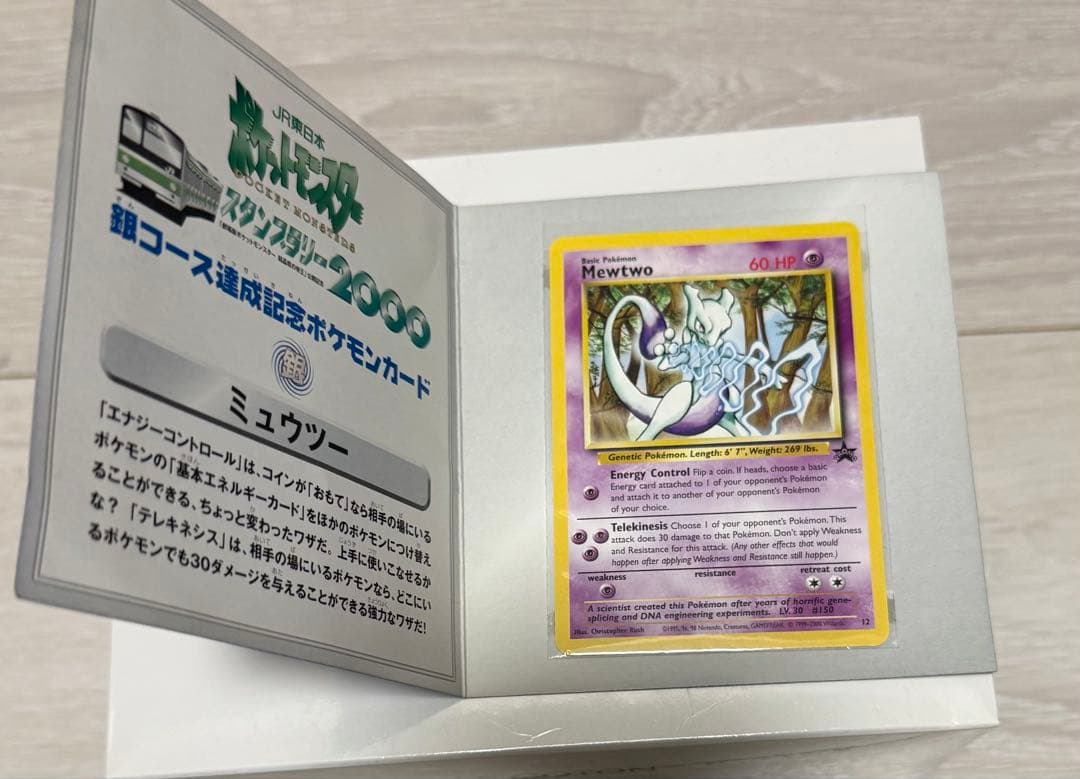 JR東日本
ポケットモンスター
POCKET MONSTERS
スタンプラリー2000
銀コース達成記念ポケモンカード
銀
ミュウツー
「エナジーコントロール」は、コインが「おもて」なら相手の場にいる
ポケモンの「基本エネルギーカード」をほかのポケモンにつけ替え
ることができる、ちょっと変わったワザだ。上手に使いこなせるか
な?「テレキネシス」は、相手の場にいるポケモンなら、どこにい
るポケモンでも30ダメージを与えることができる強力なワザだ!
Basic Pokémon
Mewtwo
60 HP
Genetic Pokémon. Length: 6' 7", Weight: 269 lbs.
Energy Control Flip a coin. If heads, choose a basic
Energy card attached to 1 of your opponent's Pokémon
and attach it to another of your opponent's Pokémon
of your choice.
Telekinesis Choose 1 of your opponent's Pokémon. This
attack does 30 damage to that Pokémon. Don't apply Weakness
and Resistance for this attack. (Any other effects that would
happen after applying Weakness and Resistance still happen.)
weakness
resistance
retreat cost
A scientist created this Pokémon after years of horrific gene-
splicing and DNA engineering experiments. LV. 30 #150
Illus. Christopher Rush
©1995, 96, 98 Nintendo, Creatures, GAMEFREAK. © 1999-2000 Wizards.
12